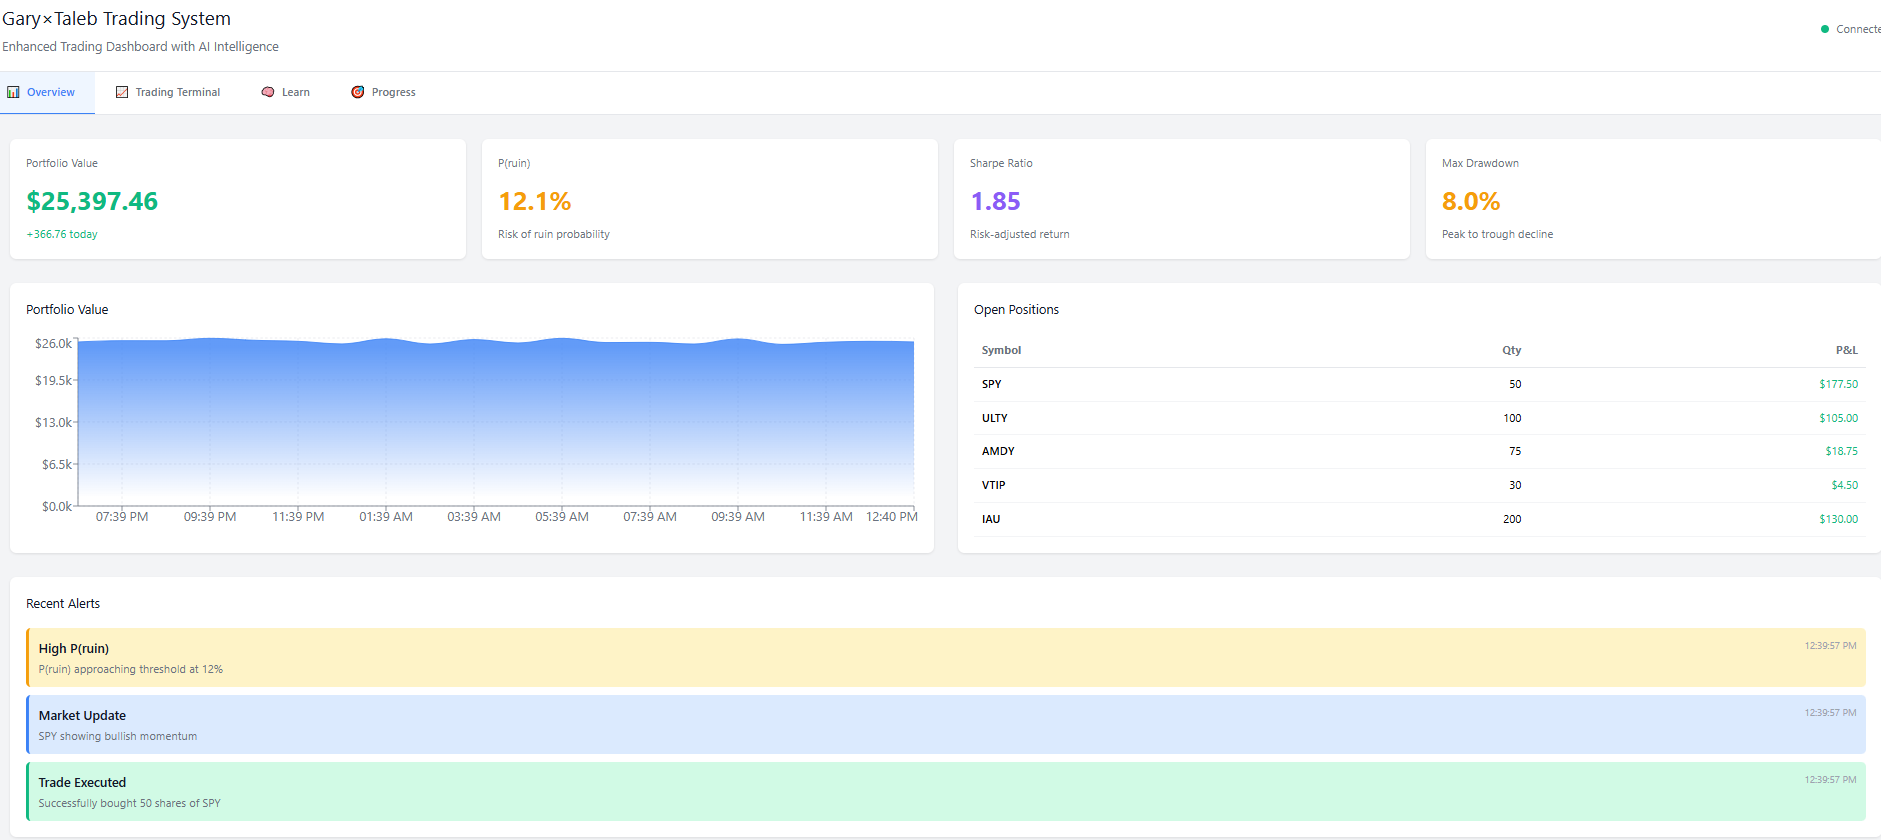 Gary×Taleb Trading System
Enhanced Trading Dashboard with AI Intelligence
Connecte
Overview
Trading Terminal
Learn
Progress
Portfolio Value
$25,397.46
+366.76 today
P(ruin)
12.1%
Risk of ruin probability
Sharpe Ratio
1.85
Risk-adjusted return
Max Drawdown
8.0%
Peak to trough decline
Portfolio Value
$26.0k
$19.5k
$13.0k
$6.5k
$0.0k
07:39 PM 09:39 PM 11:39 PM 01:39 AM 03:39 AM 05:39 AM 07:39 AM 09:39 AM 11:39 AM 12:40 PM
Open Positions
Symbol Qty P&L
SPY 50 $177.50
ULTY 100 $105.00
AMDY 75 $18.75
VTIP 30 $4.50
IAU 200 $130.00
Recent Alerts
High P(ruin) 12:39:57 PM
P(ruin) approaching threshold at 12%
Market Update 12:39:57 PM
SPY showing bullish momentum
Trade Executed 12:39:57 PM
Successfully bought 50 shares of SPY